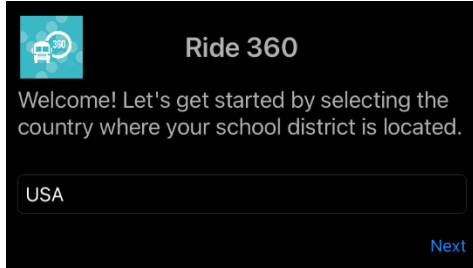 360
Ride 360
Welcome! Let's get started by selecting the
country where your school district is located.
USA
Next